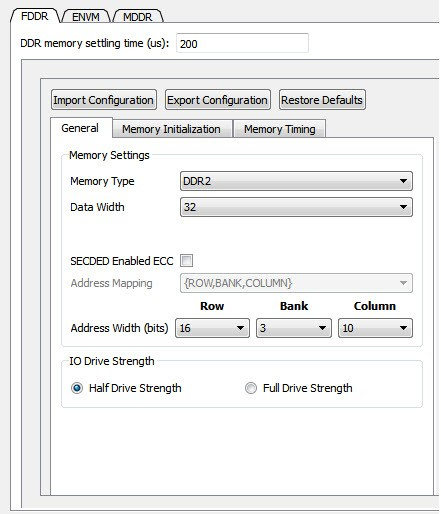 FDDR ENVM MDDR
DDR memory settling time (us): 200
Import Configuration Export Configuration Restore Defaults
General Memory Initialization Memory Timing
Memory Settings
Memory Type DDR2
Data Width 32
SECDED Enabled ECC
Address Mapping {ROW,BANK,COLUMN}
Row Bank Column
Address Width (bits) 16 3 10
IO Drive Strength
Half Drive Strength Full Drive Strength